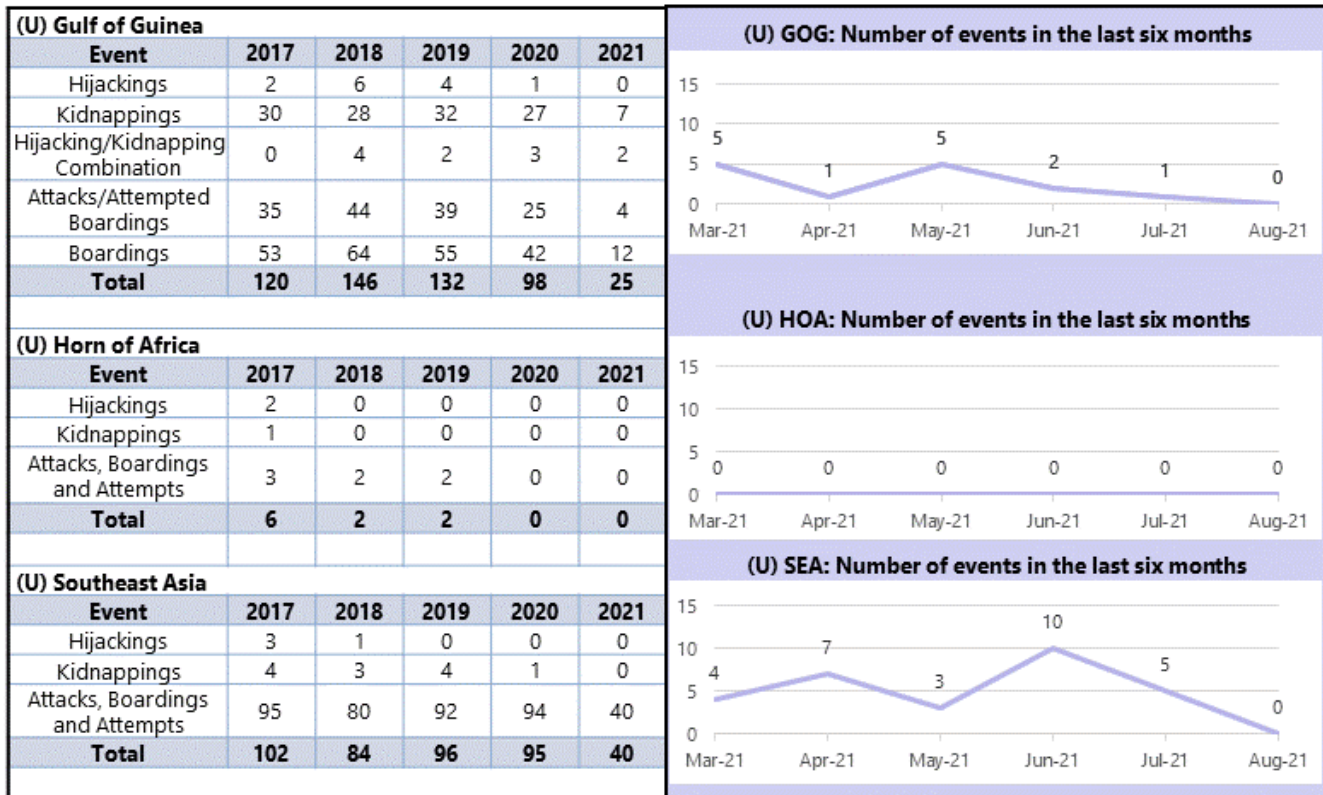 (U) Gulf of Guinea
Event 2017 2018 2019 2020 2021
Hijackings 2 6 4 1 0
Kidnappings 30 28 32 27 7
Hijacking/Kidnapping
Combination 0 4 2 3 2
Attacks/Attempted
Boardings 35 44 39 25 4
Boardings 53 64 55 42 12
Total 120 146 132 98 25
(U) Horn of Africa
Event 2017 2018 2019 2020 2021
Hijackings 2 0 0 0 0
Kidnappings 1 0 0 0 0
Attacks, Boardings
and Attempts 3 2 2 0 0
Total 6 2 2 0 0
(U) Southeast Asia
Event 2017 2018 2019 2020 2021
Hijackings 3 1 0 0 0
Kidnappings 4 3 4 1 0
Attacks, Boardings
and Attempts 95 80 92 94 40
Total 102 84 96 95 40
(U) GOG: Number of events in the last six months
15
10
5
0
5 1 5 2 1 0
Mar-21 Apr-21 May-21 Jun-21 Jul-21 Aug-21
(U) HOA: Number of events in the last six months
15
10
5
0
0 0 0 0 0 0
Mar-21 Apr-21 May-21 Jun-21 Jul-21 Aug-21
(U) SEA: Number of events in the last six months
15
10
5
0
4 7 3 10 5 0
Mar-21 Apr-21 May-21 Jun-21 Jul-21 Aug-21